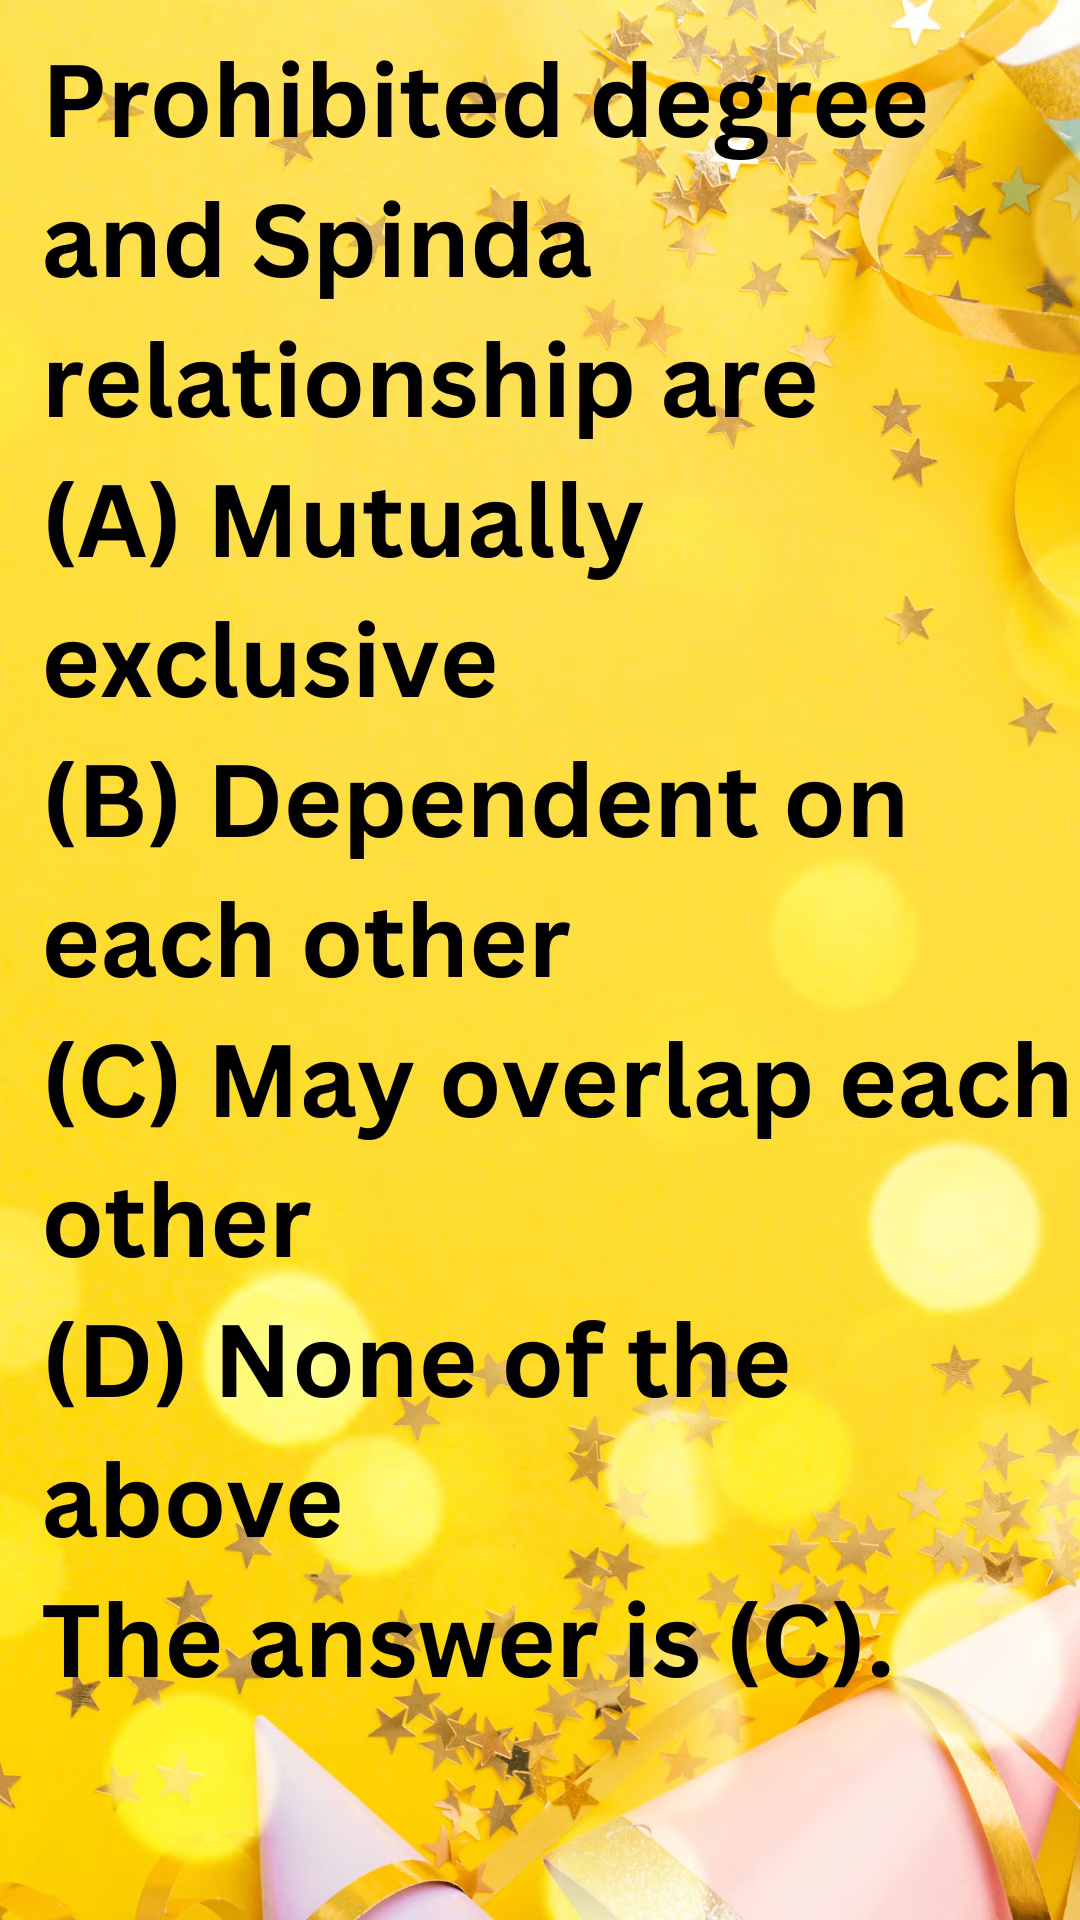 Prohibited degree
and Spinda
relationship are
(A) Mutually
exclusive
(B) Dependent on
each other
(C) May overlap each
other
(D) None of the
above
The answer is (C).